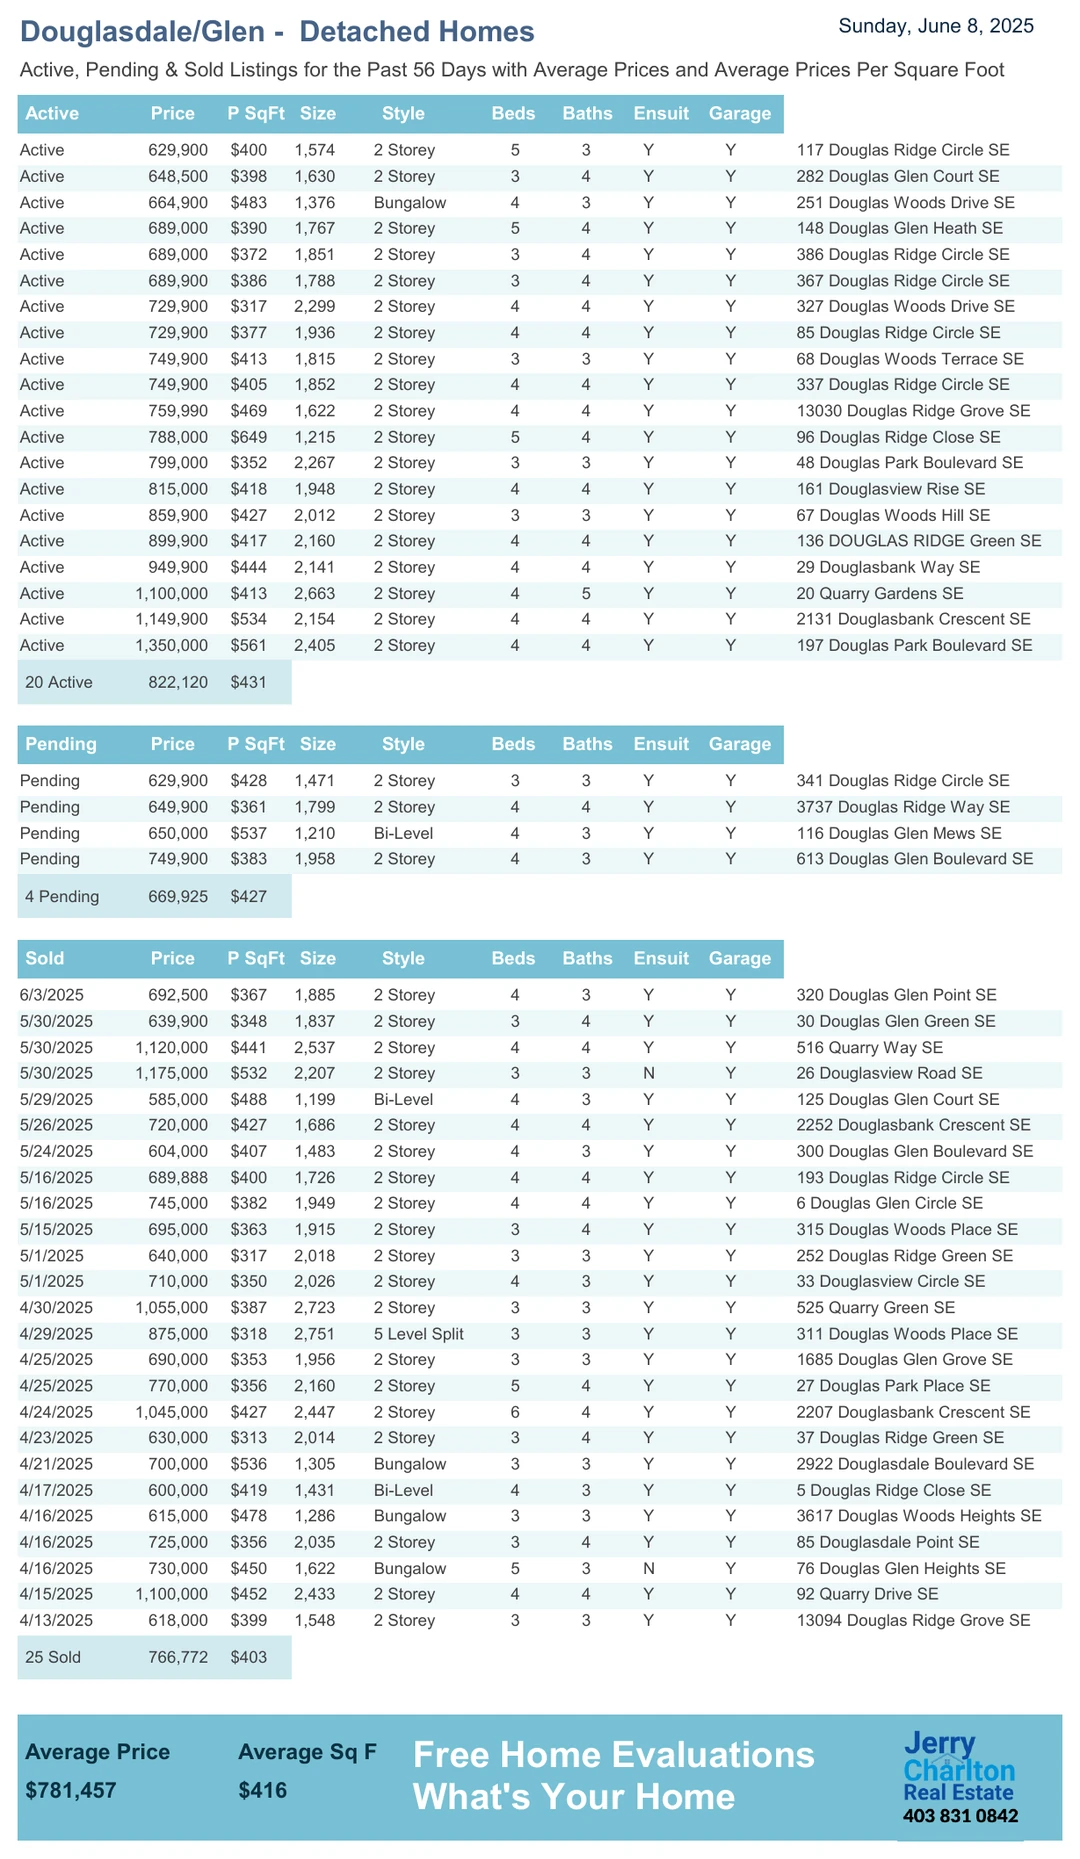 Douglasdale/Glen -  Detached Homes
Sunday, June 8, 2025
Active, Pending & Sold Listings for the Past 56 Days with Average Prices and Average Prices Per Square Foot
Active Price P SqFt Size Style Beds Baths Ensuit Garage
Active 629,900 $400 1,574 2 Storey 5 3 Y Y 117 Douglas Ridge Circle SE
Active 648,500 $398 1,630 2 Storey 3 4 Y Y 282 Douglas Glen Court SE
Active 664,900 $483 1,376 Bungalow 4 3 Y Y 251 Douglas Woods Drive SE
Active 689,000 $390 1,767 2 Storey 5 4 Y Y 148 Douglas Glen Heath SE
Active 689,000 $372 1,851 2 Storey 3 4 Y Y 386 Douglas Ridge Circle SE
Active 689,900 $386 1,788 2 Storey 3 4 Y Y 367 Douglas Ridge Circle SE
Active 729,900 $317 2,299 2 Storey 4 4 Y Y 327 Douglas Woods Drive SE
Active 729,900 $377 1,936 2 Storey 4 4 Y Y 85 Douglas Ridge Circle SE
Active 749,900 $413 1,815 2 Storey 3 3 Y Y 68 Douglas Woods Terrace SE
Active 749,900 $405 1,852 2 Storey 4 4 Y Y 337 Douglas Ridge Circle SE
Active 759,990 $469 1,622 2 Storey 4 4 Y Y 13030 Douglas Ridge Grove SE
Active 788,000 $649 1,215 2 Storey 5 4 Y Y 96 Douglas Ridge Close SE
Active 799,000 $352 2,267 2 Storey 3 3 Y Y 48 Douglas Park Boulevard SE
Active 815,000 $418 1,948 2 Storey 4 4 Y Y 161 Douglasview Rise SE
Active 859,900 $427 2,012 2 Storey 3 3 Y Y 67 Douglas Woods Hill SE
Active 899,900 $417 2,160 2 Storey 4 4 Y Y 136 DOUGLAS RIDGE Green SE
Active 949,900 $444 2,141 2 Storey 4 4 Y Y 29 Douglasbank Way SE
Active 1,100,000 $413 2,663 2 Storey 4 5 Y Y 20 Quarry Gardens SE
Active 1,149,900 $534 2,154 2 Storey 4 4 Y Y 2131 Douglasbank Crescent SE
Active 1,350,000 $561 2,405 2 Storey 4 4 Y Y 197 Douglas Park Boulevard SE
20 Active 822,120 $431
Pending Price P SqFt Size Style Beds Baths Ensuit Garage
Pending 629,900 $428 1,471 2 Storey 3 3 Y Y 341 Douglas Ridge Circle SE
Pending 649,900 $361 1,799 2 Storey 4 4 Y Y 3737 Douglas Ridge Way SE
Pending 650,000 $537 1,210 Bi-Level 4 3 Y Y 116 Douglas Glen Mews SE
Pending 749,900 $383 1,958 2 Storey 4 3 Y Y 613 Douglas Glen Boulevard SE
4 Pending 669,925 $427
Sold Price P SqFt Size Style Beds Baths Ensuit Garage
6/3/2025 692,500 $367 1,885 2 Storey 4 3 Y Y 320 Douglas Glen Point SE
5/30/2025 639,900 $348 1,837 2 Storey 3 4 Y Y 30 Douglas Glen Green SE
5/30/2025 1,120,000 $441 2,537 2 Storey 4 4 Y Y 516 Quarry Way SE
5/30/2025 1,175,000 $532 2,207 2 Storey 3 3 N Y 26 Douglasview Road SE
5/29/2025 585,000 $488 1,199 Bi-Level 4 3 Y Y 125 Douglas Glen Court SE
5/26/2025 720,000 $427 1,686 2 Storey 4 4 Y Y 2252 Douglasbank Crescent SE
5/24/2025 604,000 $407 1,483 2 Storey 4 3 Y Y 300 Douglas Glen Boulevard SE
5/16/2025 689,888 $400 1,726 2 Storey 4 4 Y Y 193 Douglas Ridge Circle SE
5/16/2025 745,000 $382 1,949 2 Storey 4 4 Y Y 6 Douglas Glen Circle SE
5/15/2025 695,000 $363 1,915 2 Storey 3 4 Y Y 315 Douglas Woods Place SE
5/1/2025 640,000 $317 2,018 2 Storey 3 3 Y Y 252 Douglas Ridge Green SE
5/1/2025 710,000 $350 2,026 2 Storey 4 3 Y Y 33 Douglasview Circle SE
4/30/2025 1,055,000 $387 2,723 2 Storey 3 3 Y Y 525 Quarry Green SE
4/29/2025 875,000 $318 2,751 5 Level Split 3 3 Y Y 311 Douglas Woods Place SE
4/25/2025 690,000 $353 1,956 2 Storey 3 3 Y Y 1685 Douglas Glen Grove SE
4/25/2025 770,000 $356 2,160 2 Storey 5 4 Y Y 27 Douglas Park Place SE
4/24/2025 1,045,000 $427 2,447 2 Storey 6 4 Y Y 2207 Douglasbank Crescent SE
4/23/2025 630,000 $313 2,014 2 Storey 3 4 Y Y 37 Douglas Ridge Green SE
4/21/2025 700,000 $536 1,305 Bungalow 3 3 Y Y 2922 Douglasdale Boulevard SE
4/17/2025 600,000 $419 1,431 Bi-Level 4 3 Y Y 5 Douglas Ridge Close SE
4/16/2025 615,000 $478 1,286 Bungalow 3 3 Y Y 3617 Douglas Woods Heights SE
4/16/2025 725,000 $356 2,035 2 Storey 3 4 Y Y 85 Douglasdale Point SE
4/16/2025 730,000 $450 1,622 Bungalow 5 3 N Y 76 Douglas Glen Heights SE
4/15/2025 1,100,000 $452 2,433 2 Storey 4 4 Y Y 92 Quarry Drive SE
4/13/2025 618,000 $399 1,548 2 Storey 3 3 Y Y 13094 Douglas Ridge Grove SE
25 Sold 766,772 $403
Average Price Average Sq F
$781,457 $416
Free Home Evaluations
What's Your Home
Jerry
Charlton
Real Estate
403 831 0842